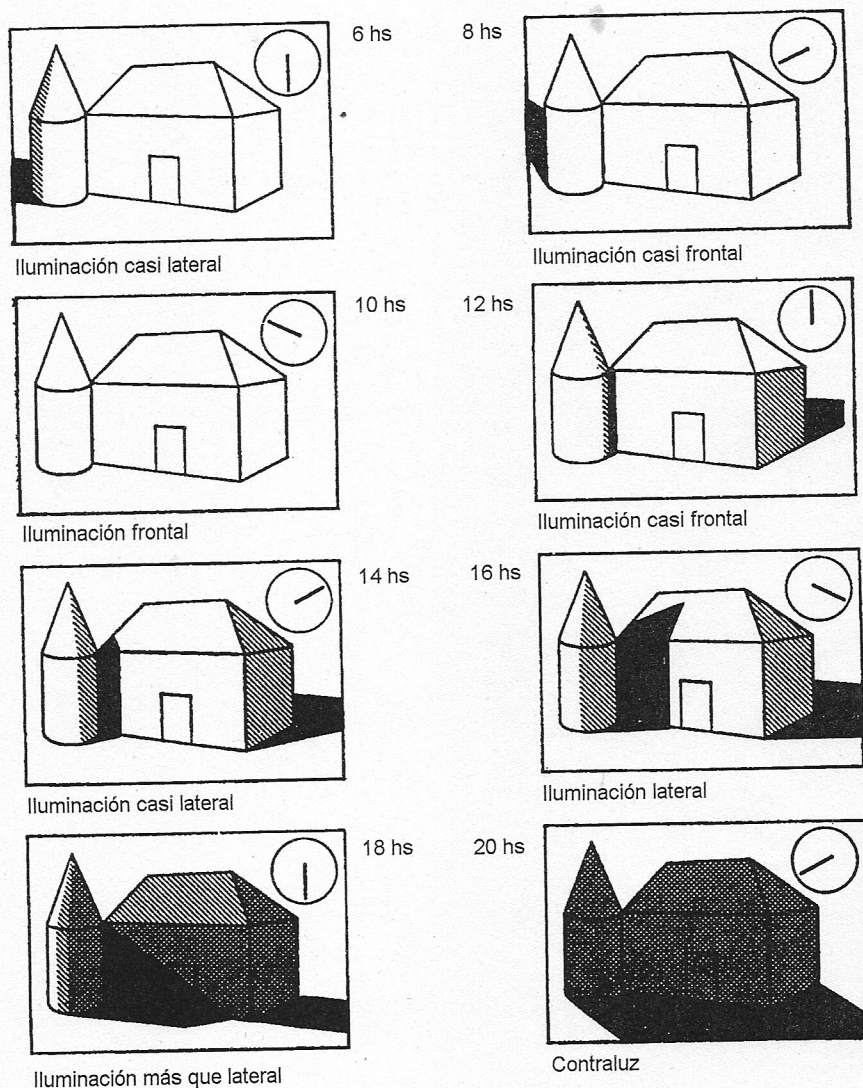 6 hs
8 hs
Iluminación casi lateral
Iluminación casi frontal
10 hs
12 hs
Iluminación frontal
Iluminación casi frontal
14 hs
16 hs
Iluminación casi lateral
Iluminación lateral
18 hs
20 hs
Iluminación más que lateral
Contraluz